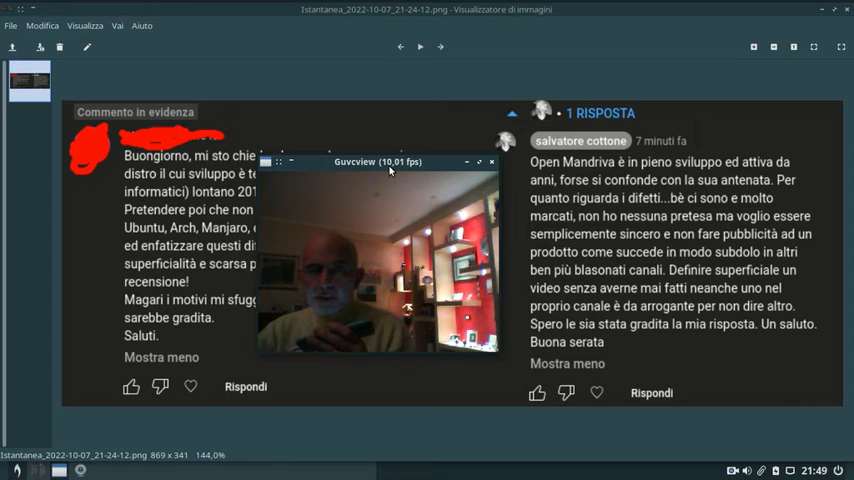 Istantanea_2022-10-07_21-24-12.png - Visualizzatore di immagini
File Modifica Visualizza Vai Aiuto
Commento in evidenza
Buongiorno, mi sto chie
distro il cui sviluppo è te
informatici) lontano 201
Pretendere poi che non
Ubuntu, Arch, Manjaro, e
ed enfatizzare questi di
superficialità e scarsa p
recensione!
Magari i motivi mi sfugg
sarebbe gradita.
Saluti.
Mostra meno
Rispondi
Guvcview (10,01 fps)
• 1 RISPOSTA
salvatore cottone 7 minuti fa
Open Mandriva è in pieno sviluppo ed attiva da
anni, forse si confonde con la sua antenata. Per
quanto riguarda i difetti...bè ci sono e molto
marcati, non ho nessuna pretesa ma voglio essere
semplicemente sincero e non fare pubblicità ad un
prodotto come succede in modo subdolo in altri
ben più blasonati canali. Definire superficiale un
video senza averne mai fatti neanche uno nel
proprio canale è da arrogante per non dire altro.
Spero le sia stata gradita la mia risposta. Un saluto.
Buona serata
Mostra meno
Rispondi
Istantanea_2022-10-07_21-24-12.png 869 x 341 144,0%
21:49